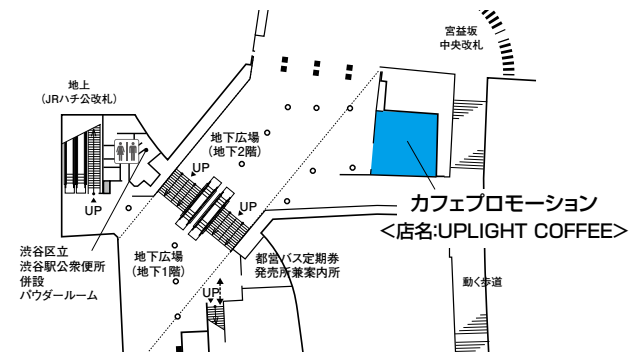 宮益坂
中央改札
地上
（JRハチ公改札）
地下広場
（地下2階）
UP
UP
UP
カフェプロモーション
＜店名:UPLIGHT COFFEE＞
渋谷区立
渋谷駅公衆便所
併設
パウダールーム
地下広場
（地下1階）
都営バス定期券
発売所兼案内所
UP
動く歩道